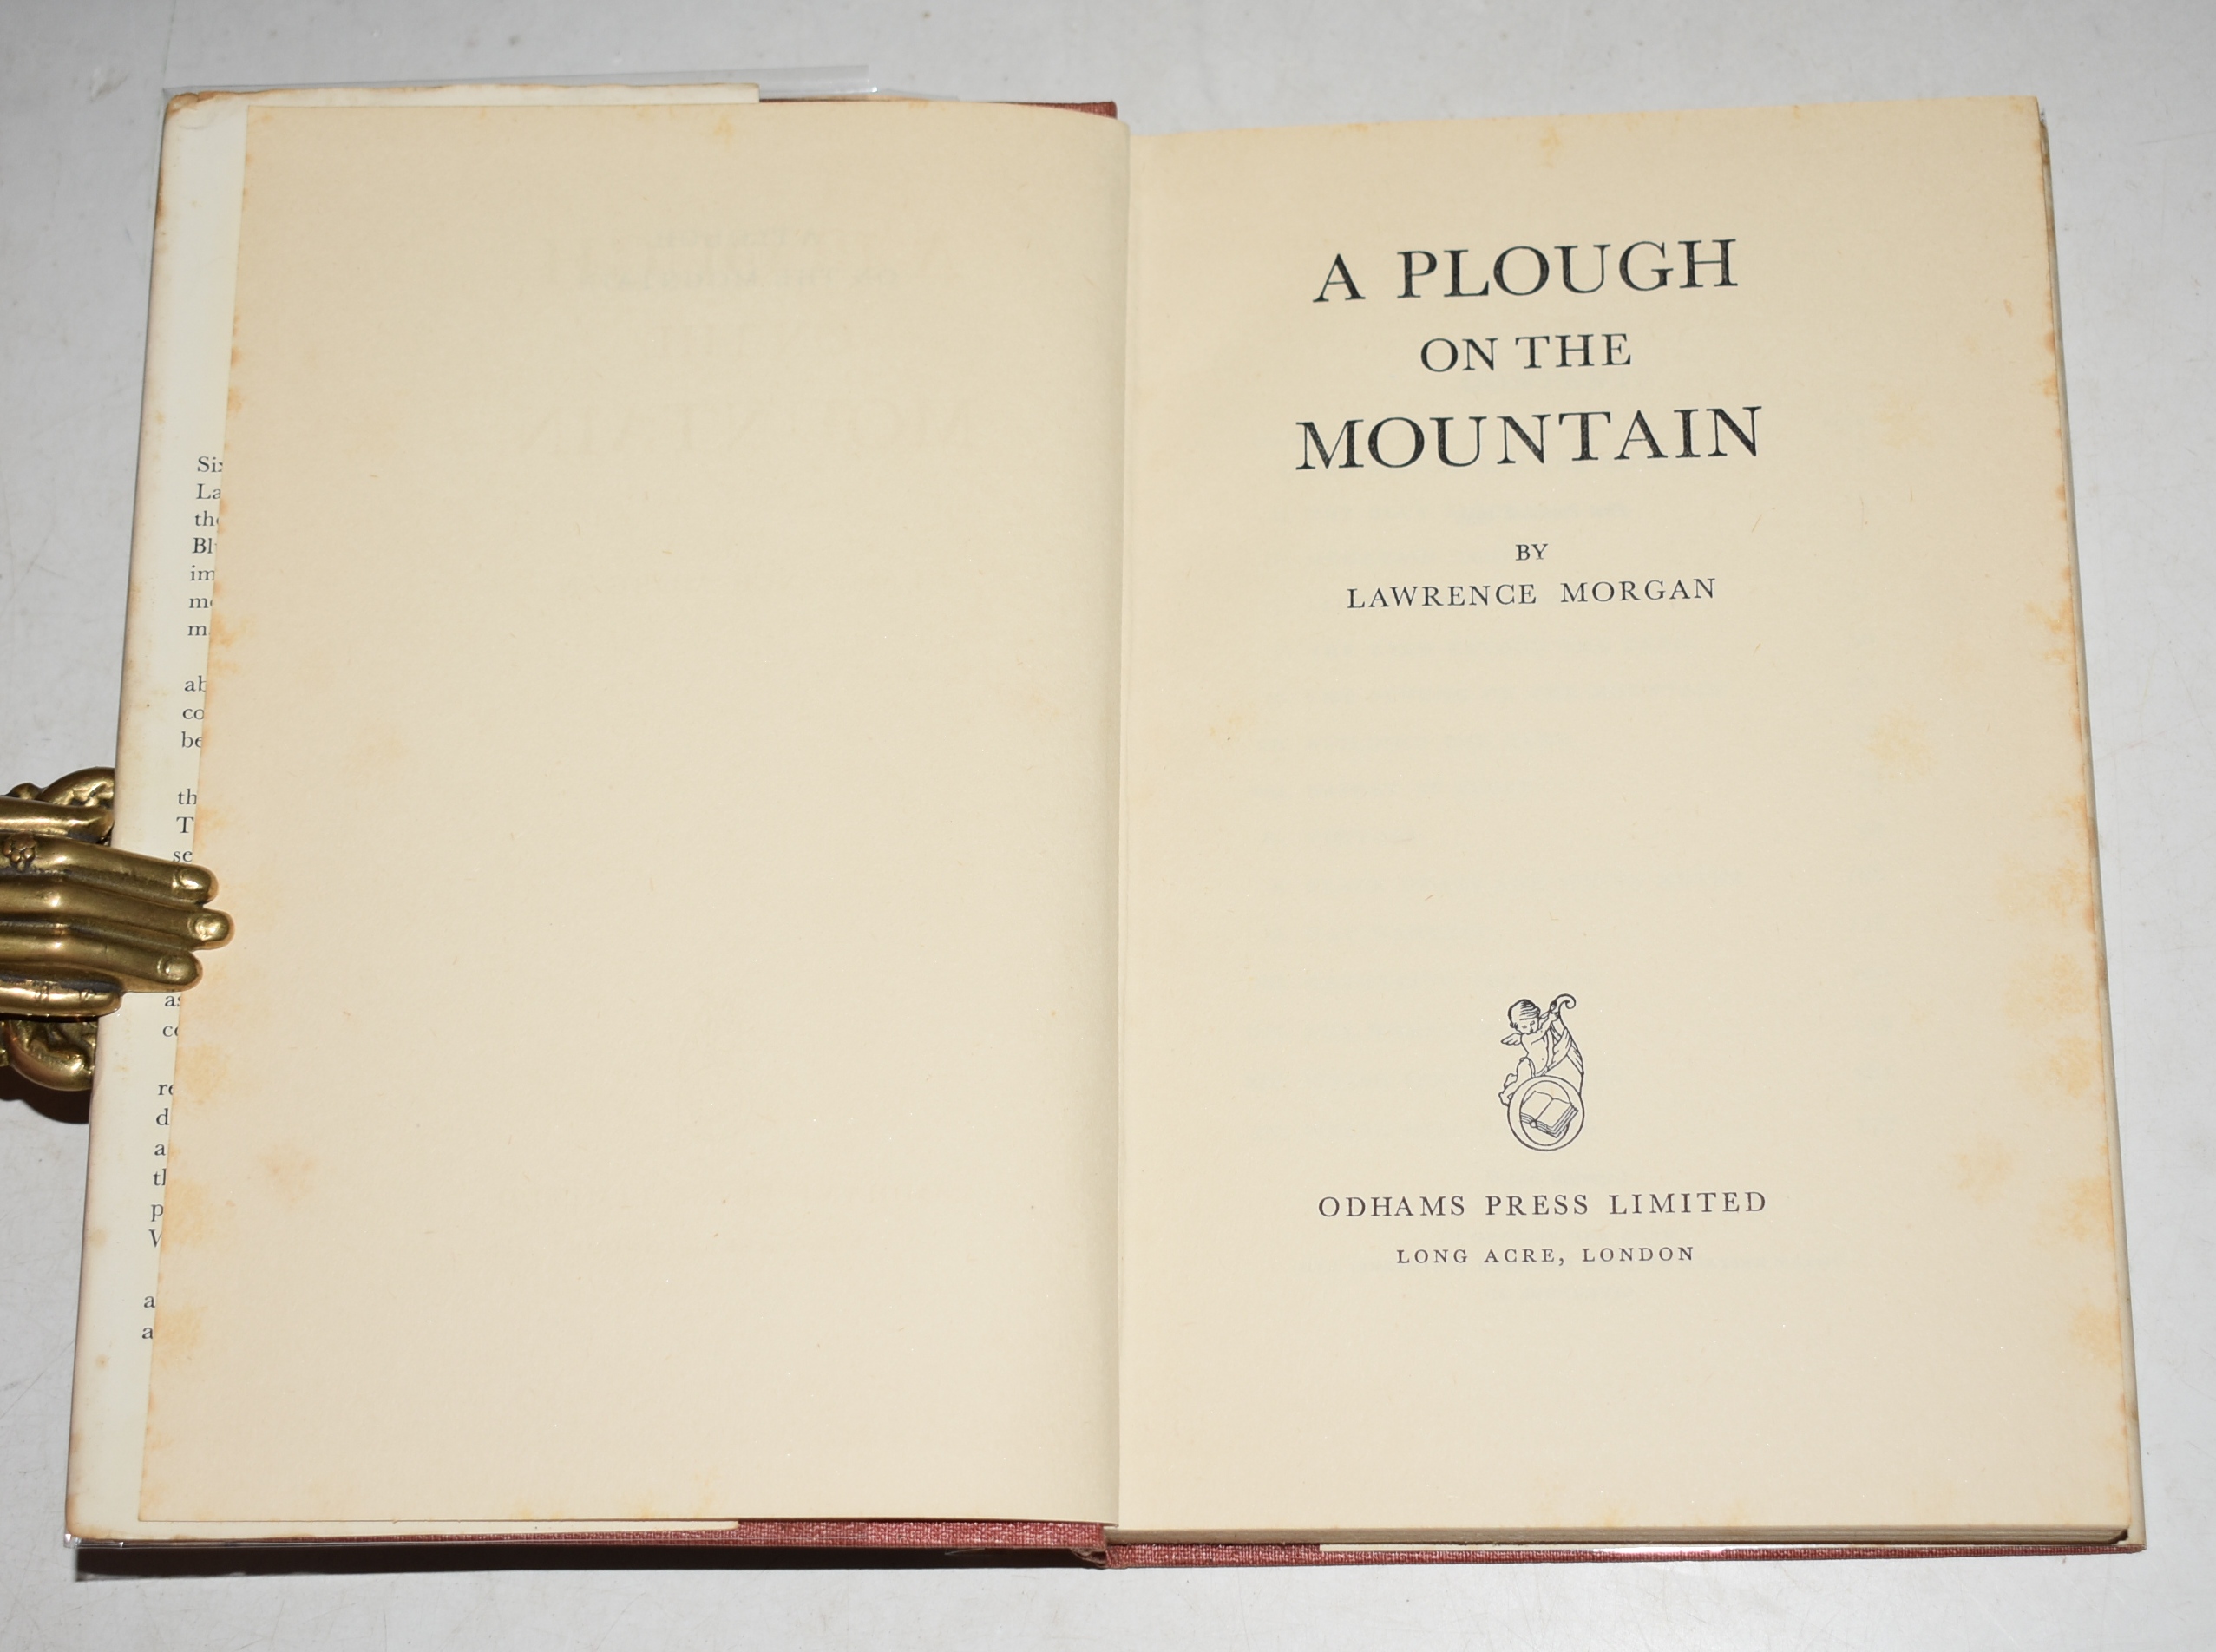 A PLOUGH
ON THE
MOUNTAIN
BY
LAWRENCE MORGAN
ODHAMS PRESS LIMITED
LONG ACRE, LONDON